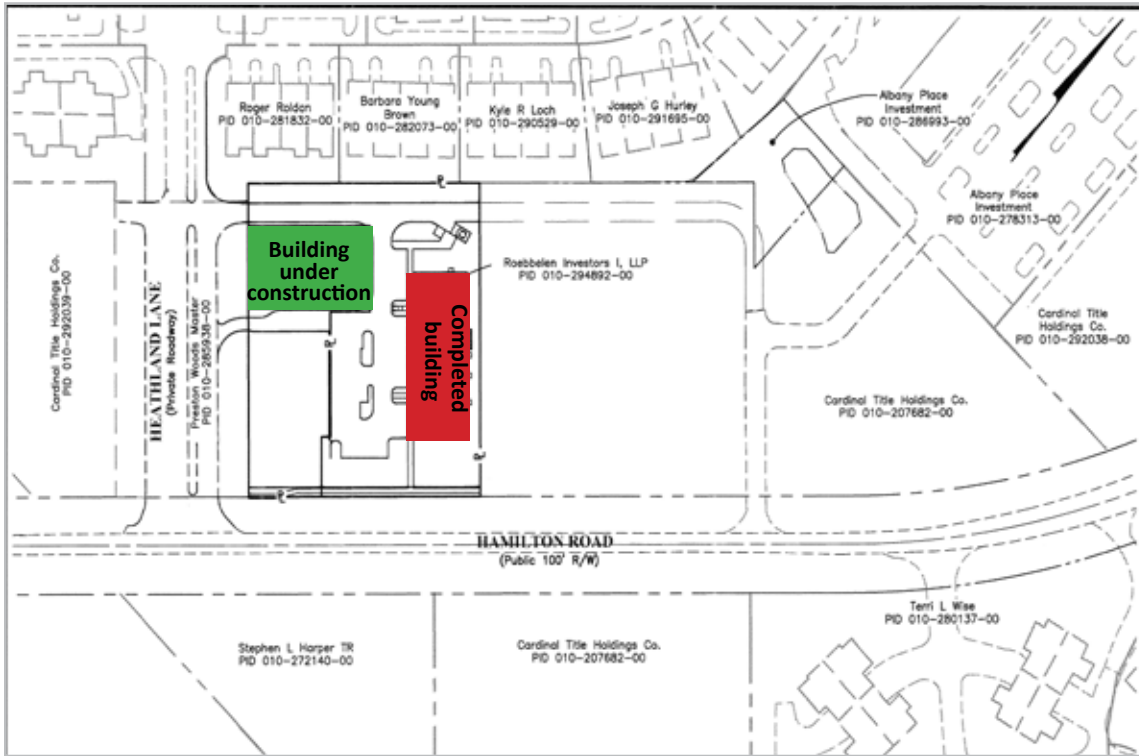 Roger Roldan
PID 010-281832-00
Barbara Young
Brown
PID 010-282073-00
Kyle R Loch
PID 010-290529-00
Joseph G Hurley
PID 010-291695-00
Albany Place
Investment
PID 010-286993-00
Albany Place
Investment
PID 010-278313-00
Building
under
construction
Completed
building
Roebbelen Investors I, LLP
PID 010-294892-00
Cardinal Title Holdings Co.
PID 010-292039-00
HEATHLAND LANE
(Private Roadway)
Preston Woods Master
PID 010-285938-00
Cardinal Title
Holdings Co.
PID 010-292038-00
Cardinal Title Holdings Co.
PID 010-207682-00
PL
PL
PL
PL
HAMILTON ROAD
(Public 100' R/W)
Stephen L Harper TR
PID 010-272140-00
Cardinal Title Holdings Co.
PID 010-207682-00
Terri L Wise
PID 010-280137-00